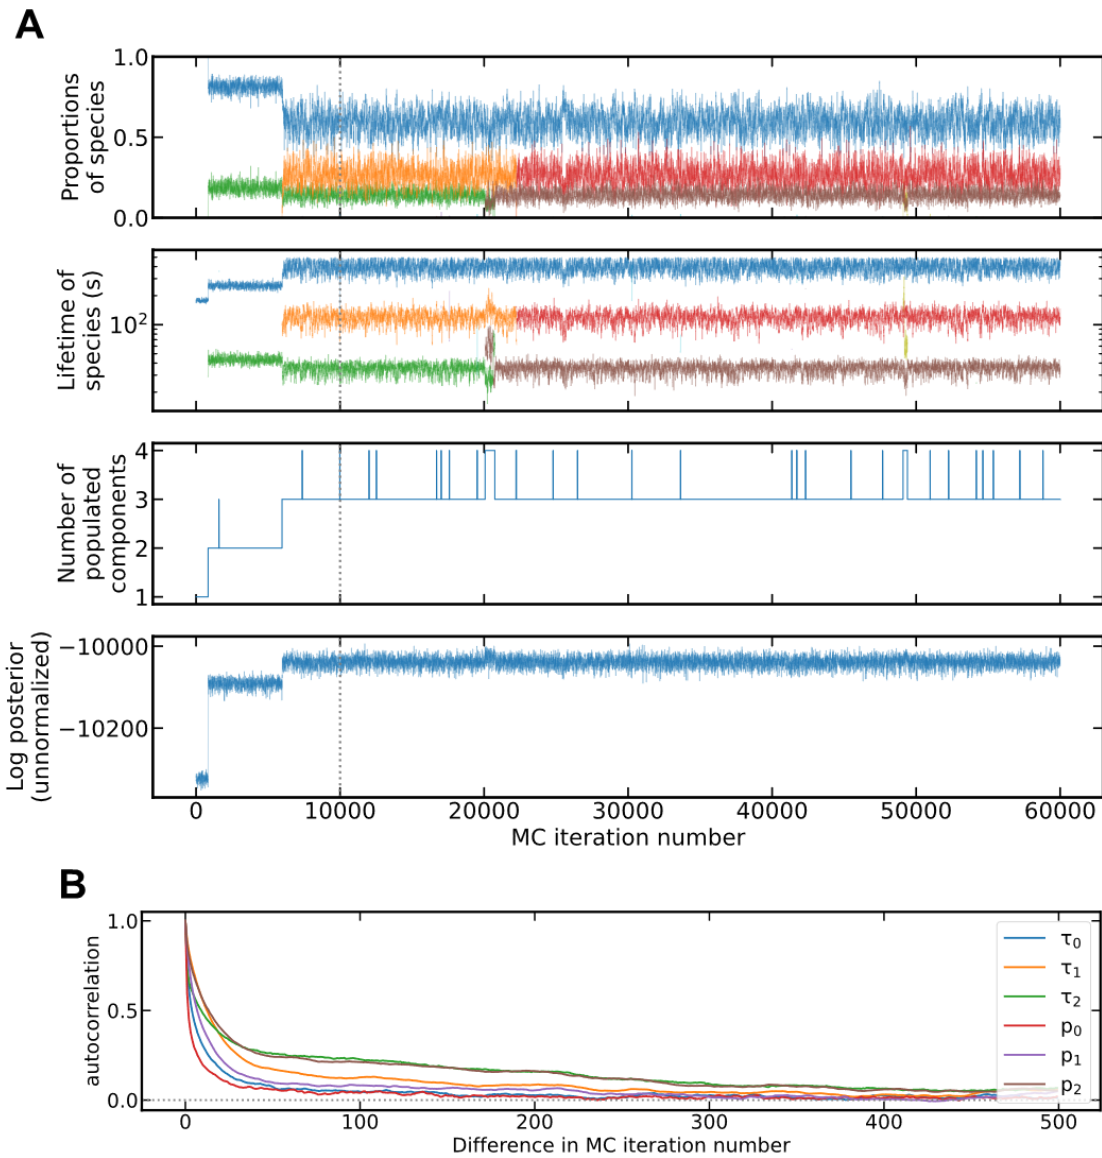 A
Proportions
of species
1.0
0.5
0.0
Lifetime of
species (s)
10²
Number of
populated
components
4
3
2
1
Log posterior
(unnormalized)
−10000
−10200
0 10000 20000 30000 40000 50000 60000
MC iteration number
B
autocorrelation
1.0
0.5
0.0
τ₀
τ₁
τ₂
p₀
p₁
p₂
0 100 200 300 400 500
Difference in MC iteration number